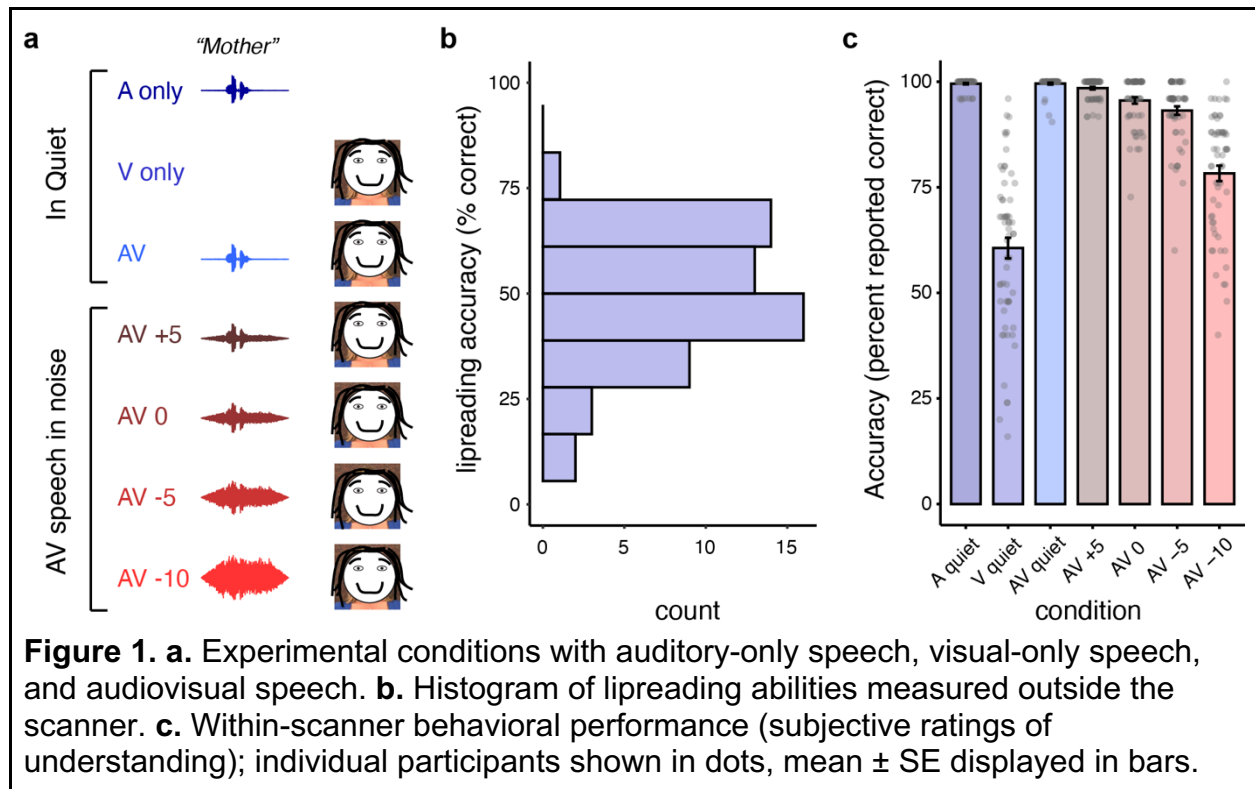 a
"Mother"
In Quiet
A only
V only
AV
AV speech in noise
AV +5
AV 0
AV -5
AV -10
b
lipreading accuracy (% correct)
100
75
50
25
0
0 5 10 15
count
c
Accuracy (percent reported correct)
100
75
50
25
0
A quiet
V quiet
AV quiet
AV +5
AV 0
AV −5
AV −10
condition
Figure 1. a. Experimental conditions with auditory-only speech, visual-only speech,
and audiovisual speech. b. Histogram of lipreading abilities measured outside the
scanner. c. Within-scanner behavioral performance (subjective ratings of
understanding); individual participants shown in dots, mean ± SE displayed in bars.